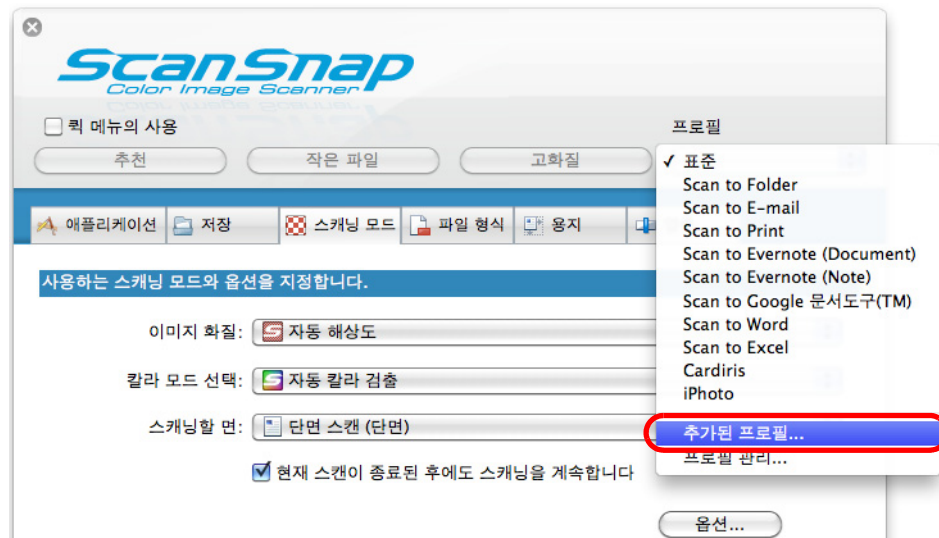 ScanSnap
Color Image Scanner
퀵 메뉴의 사용
프로필
추천
작은 파일
고화질
✓ 표준
Scan to Folder
Scan to E-mail
Scan to Print
Scan to Evernote (Document)
Scan to Evernote (Note)
Scan to Google 문서도구(TM)
Scan to Word
Scan to Excel
Cardiris
iPhoto
추가된 프로필...
프로필 관리...
애플리케이션
저장
스캐닝 모드
파일 형식
용지
사용하는 스캐닝 모드와 옵션을 지정합니다.
이미지 화질: 자동 해상도
칼라 모드 선택: 자동 칼라 검출
스캐닝할 면: 단면 스캔 (단면)
현재 스캔이 종료된 후에도 스캐닝을 계속합니다
옵션...